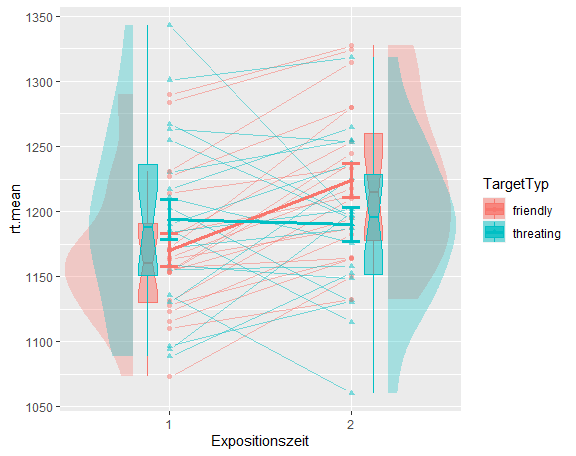 1350
1300
1250
1200
1150
1100
1050
rt.mean
1
2
Expositionszeit
TargetTyp
friendly
threating